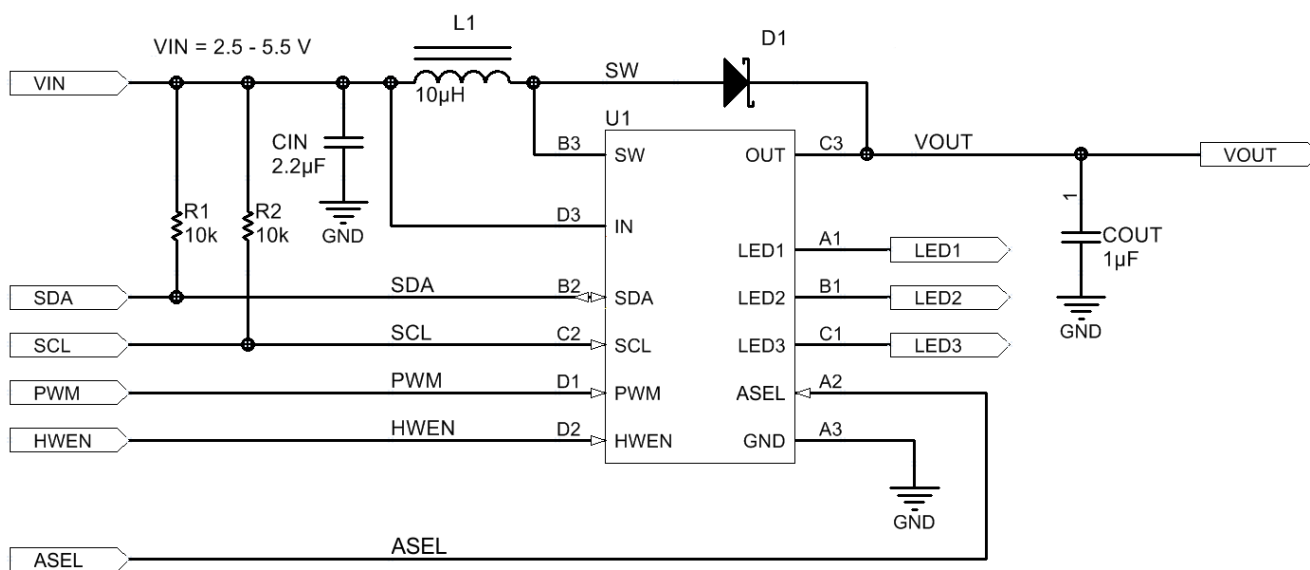 L1
D1
VIN = 2.5 - 5.5 V
VIN
SW
10µH
U1
CIN
2.2µF
B3
SW
OUT
C3
VOUT
VOUT
1
R1
10k
R2
10k
GND
D3
IN
LED1
A1
LED1
COUT
1µF
SDA
SDA
B2
SDA
LED2
B1
LED2
GND
SCL
SCL
C2
SCL
LED3
C1
LED3
PWM
PWM
D1
PWM
ASEL
A2
HWEN
HWEN
D2
HWEN
GND
A3
GND
ASEL
ASEL